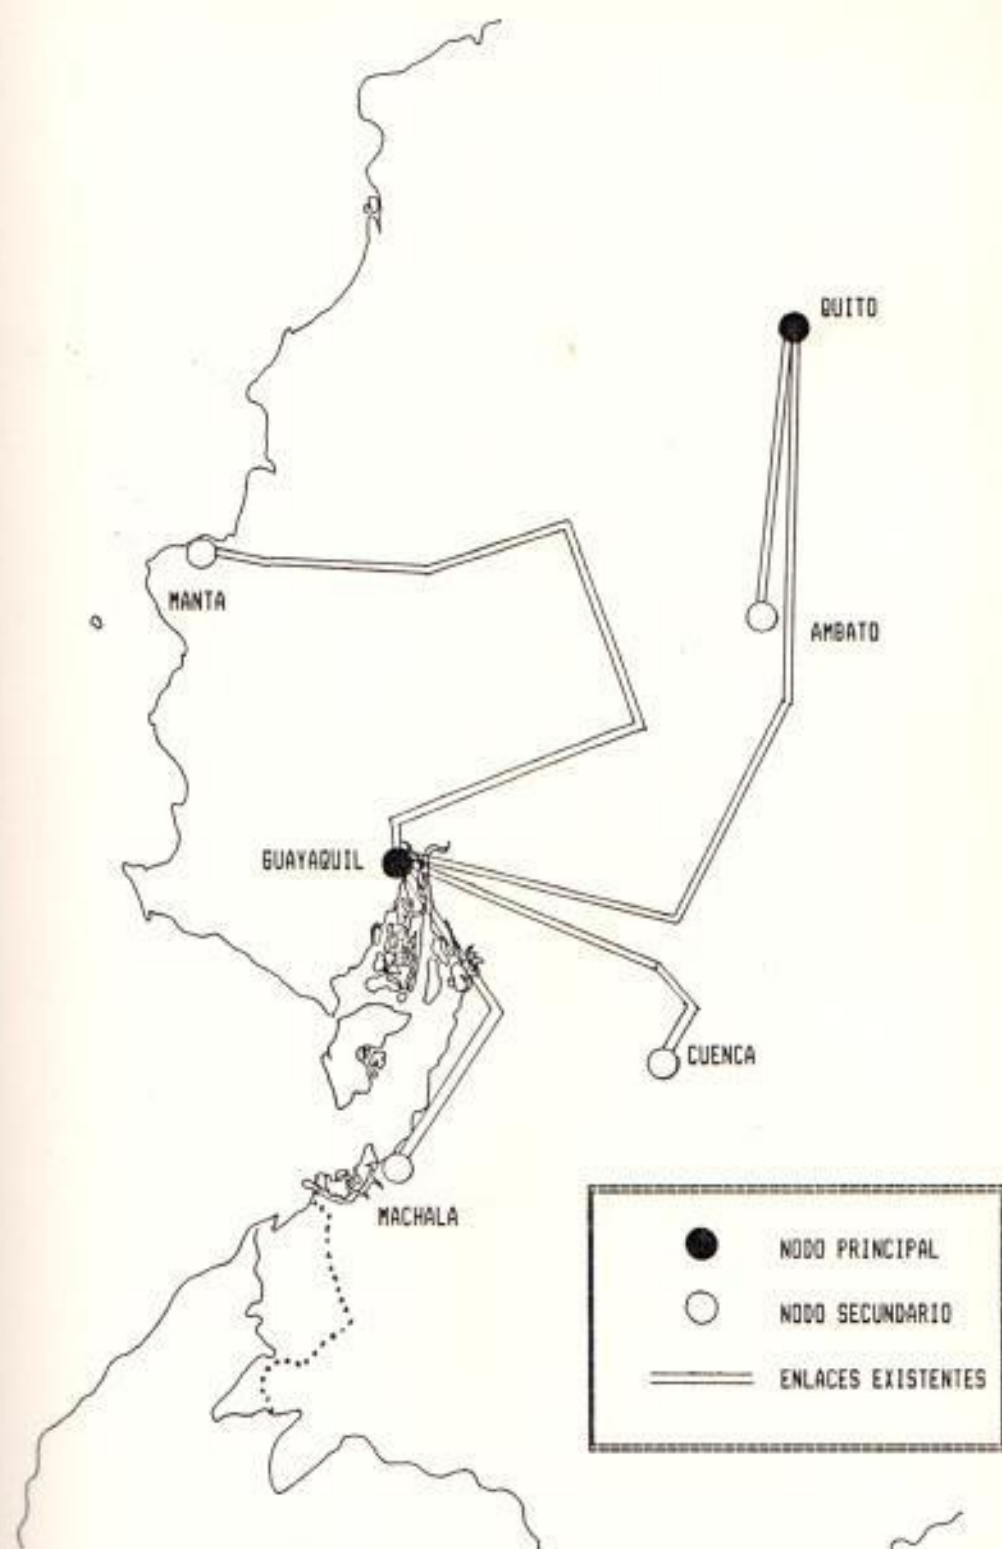 QUITO
MANTA
AMBATO
GUAYAQUIL
CUENCA
MACHALA
NODO PRINCIPAL
NODO SECUNDARIO
ENLACES EXISTENTES